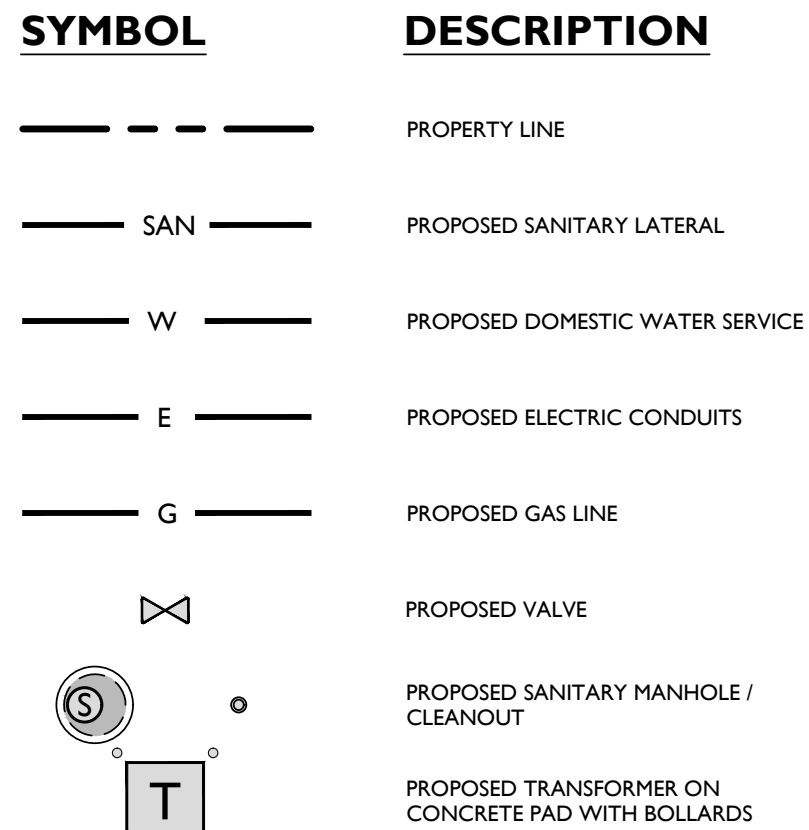 SYMBOL DESCRIPTION
PROPERTY LINE
SAN PROPOSED SANITARY LATERAL
W PROPOSED DOMESTIC WATER SERVICE
E PROPOSED ELECTRIC CONDUITS
G PROPOSED GAS LINE
PROPOSED VALVE
S PROPOSED SANITARY MANHOLE /
CLEANOUT
T PROPOSED TRANSFORMER ON
CONCRETE PAD WITH BOLLARDS